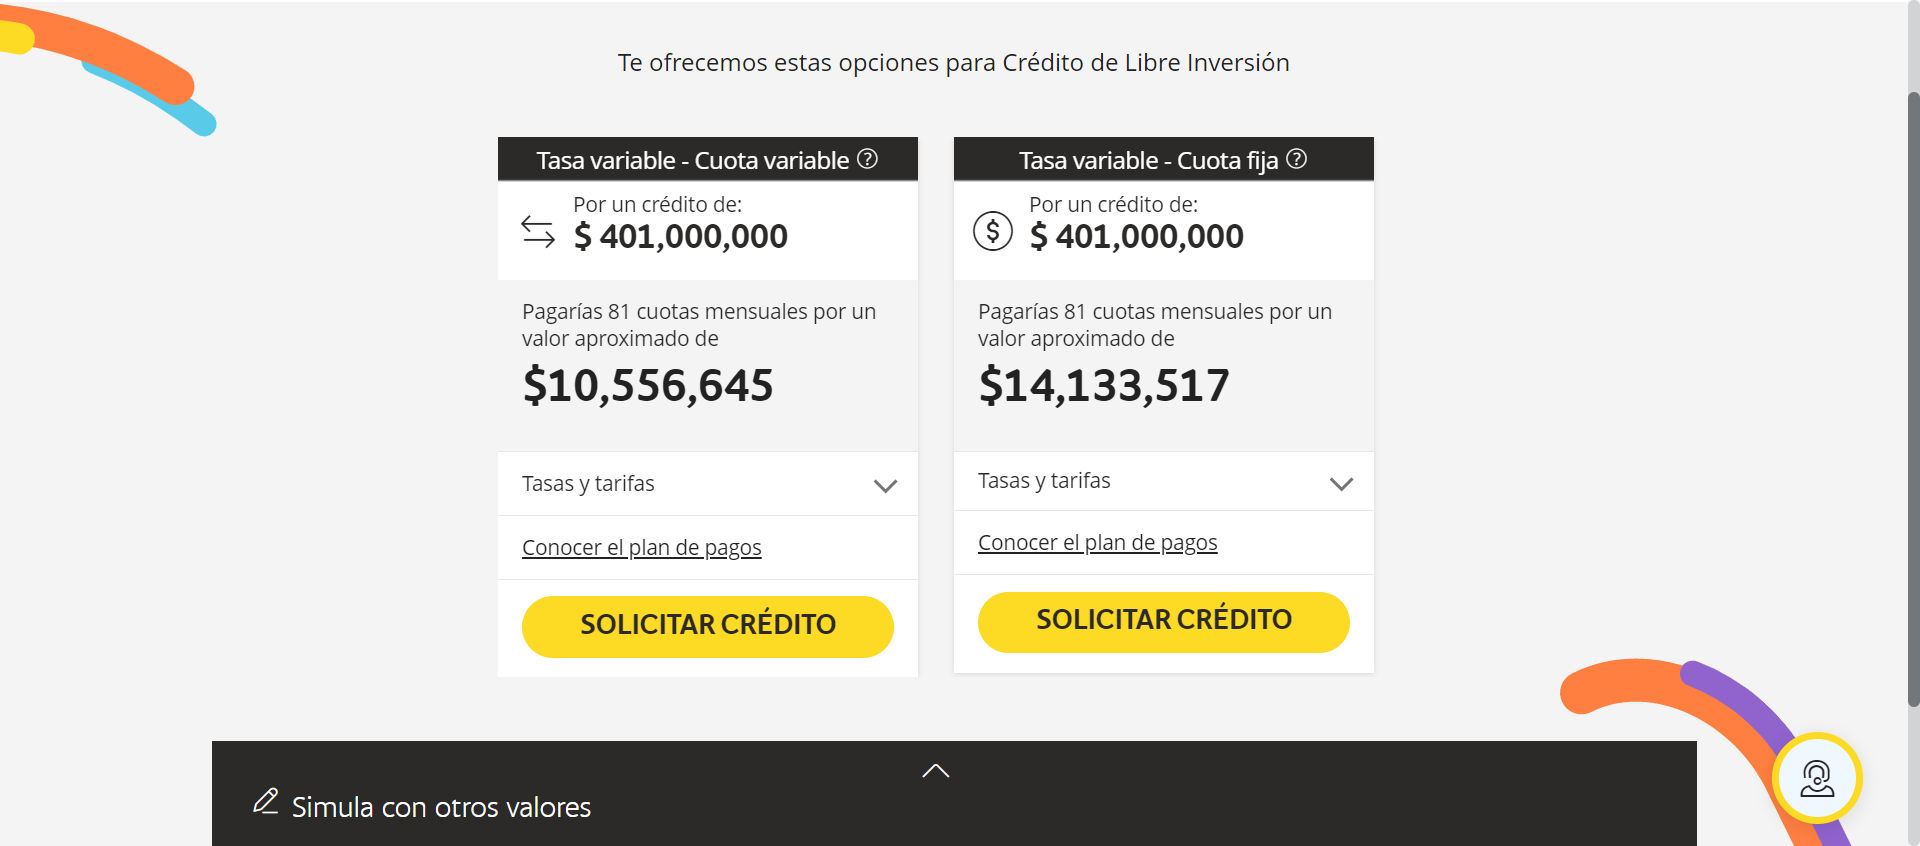 Te ofrecemos estas opciones para Crédito de Libre Inversión
Tasa variable - Cuota variable ?
Por un crédito de:
$ 401,000,000
Pagarías 81 cuotas mensuales por un
valor aproximado de
$10,556,645
Tasas y tarifas
Conocer el plan de pagos
SOLICITAR CRÉDITO
Tasa variable - Cuota fija ?
$
Por un crédito de:
$ 401,000,000
Pagarías 81 cuotas mensuales por un
valor aproximado de
$14,133,517
Tasas y tarifas
Conocer el plan de pagos
SOLICITAR CRÉDITO
Simula con otros valores